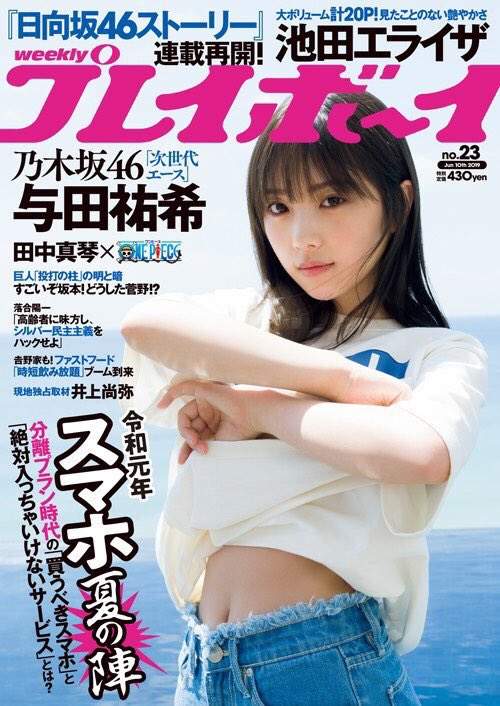 『日向坂46ストーリー』
連載再開!
大ボリューム計20P!見たことのない艶やかさ
池田エライザ
weekly
プレイボーイ
no.23
Jun 10th 2019
特別
定価 430yen
乃木坂46「次世代
エース」
与田祐希
田中真琴×ONE PIECE
巨人「投打の柱」の明と暗
すごいぞ坂本!どうした菅野!?
落合陽一
「高齢者に味方し、
シルバー民主主義を
ハックせよ」
吉野家も!ファストフード
「時短飲み放題」ブーム到来
現地独占取材 井上尚弥
令和元年
スマホ夏の陣
分離プラン時代の「買うべきスマホ」と
「絶対入っちゃいけないサービス」とは?